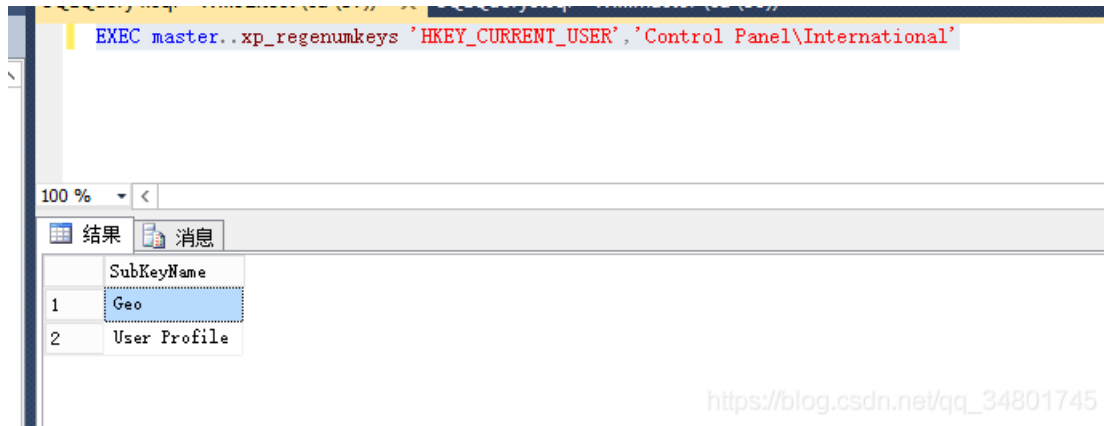 EXEC master..xp_regenumkeys 'HKEY_CURRENT_USER','Control Panel\International'
100 %
结果 消息
SubKeyName
1 Geo
2 User Profile
https://blog.csdn.net/qq_34801745